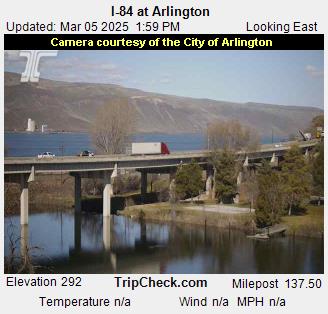 I-84 at Arlington
Updated: Mar 05 2025 1:59 PM Looking East
Camera courtesy of the City of Arlington
Elevation 292 TripCheck.com Milepost 137.50
Temperature n/a Wind n/a MPH n/a